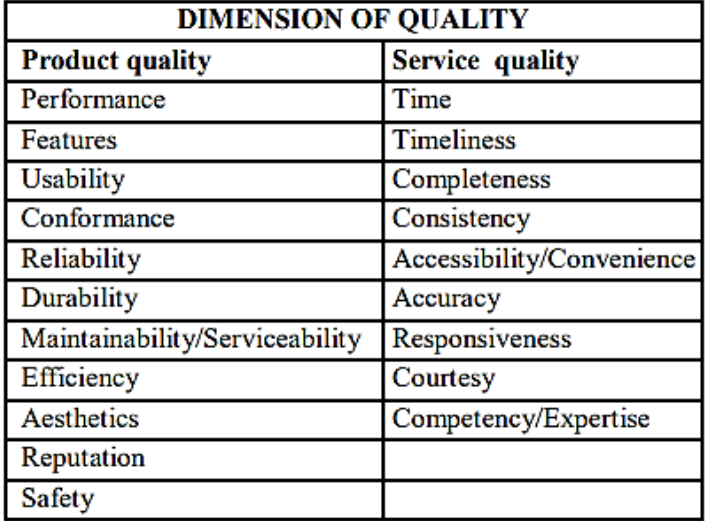 DIMENSION OF QUALITY
Product quality Service quality
Performance Time
Features Timeliness
Usability Completeness
Conformance Consistency
Reliability Accessibility/Convenience
Durability Accuracy
Maintainability/Serviceability Responsiveness
Efficiency Courtesy
Aesthetics Competency/Expertise
Reputation
Safety